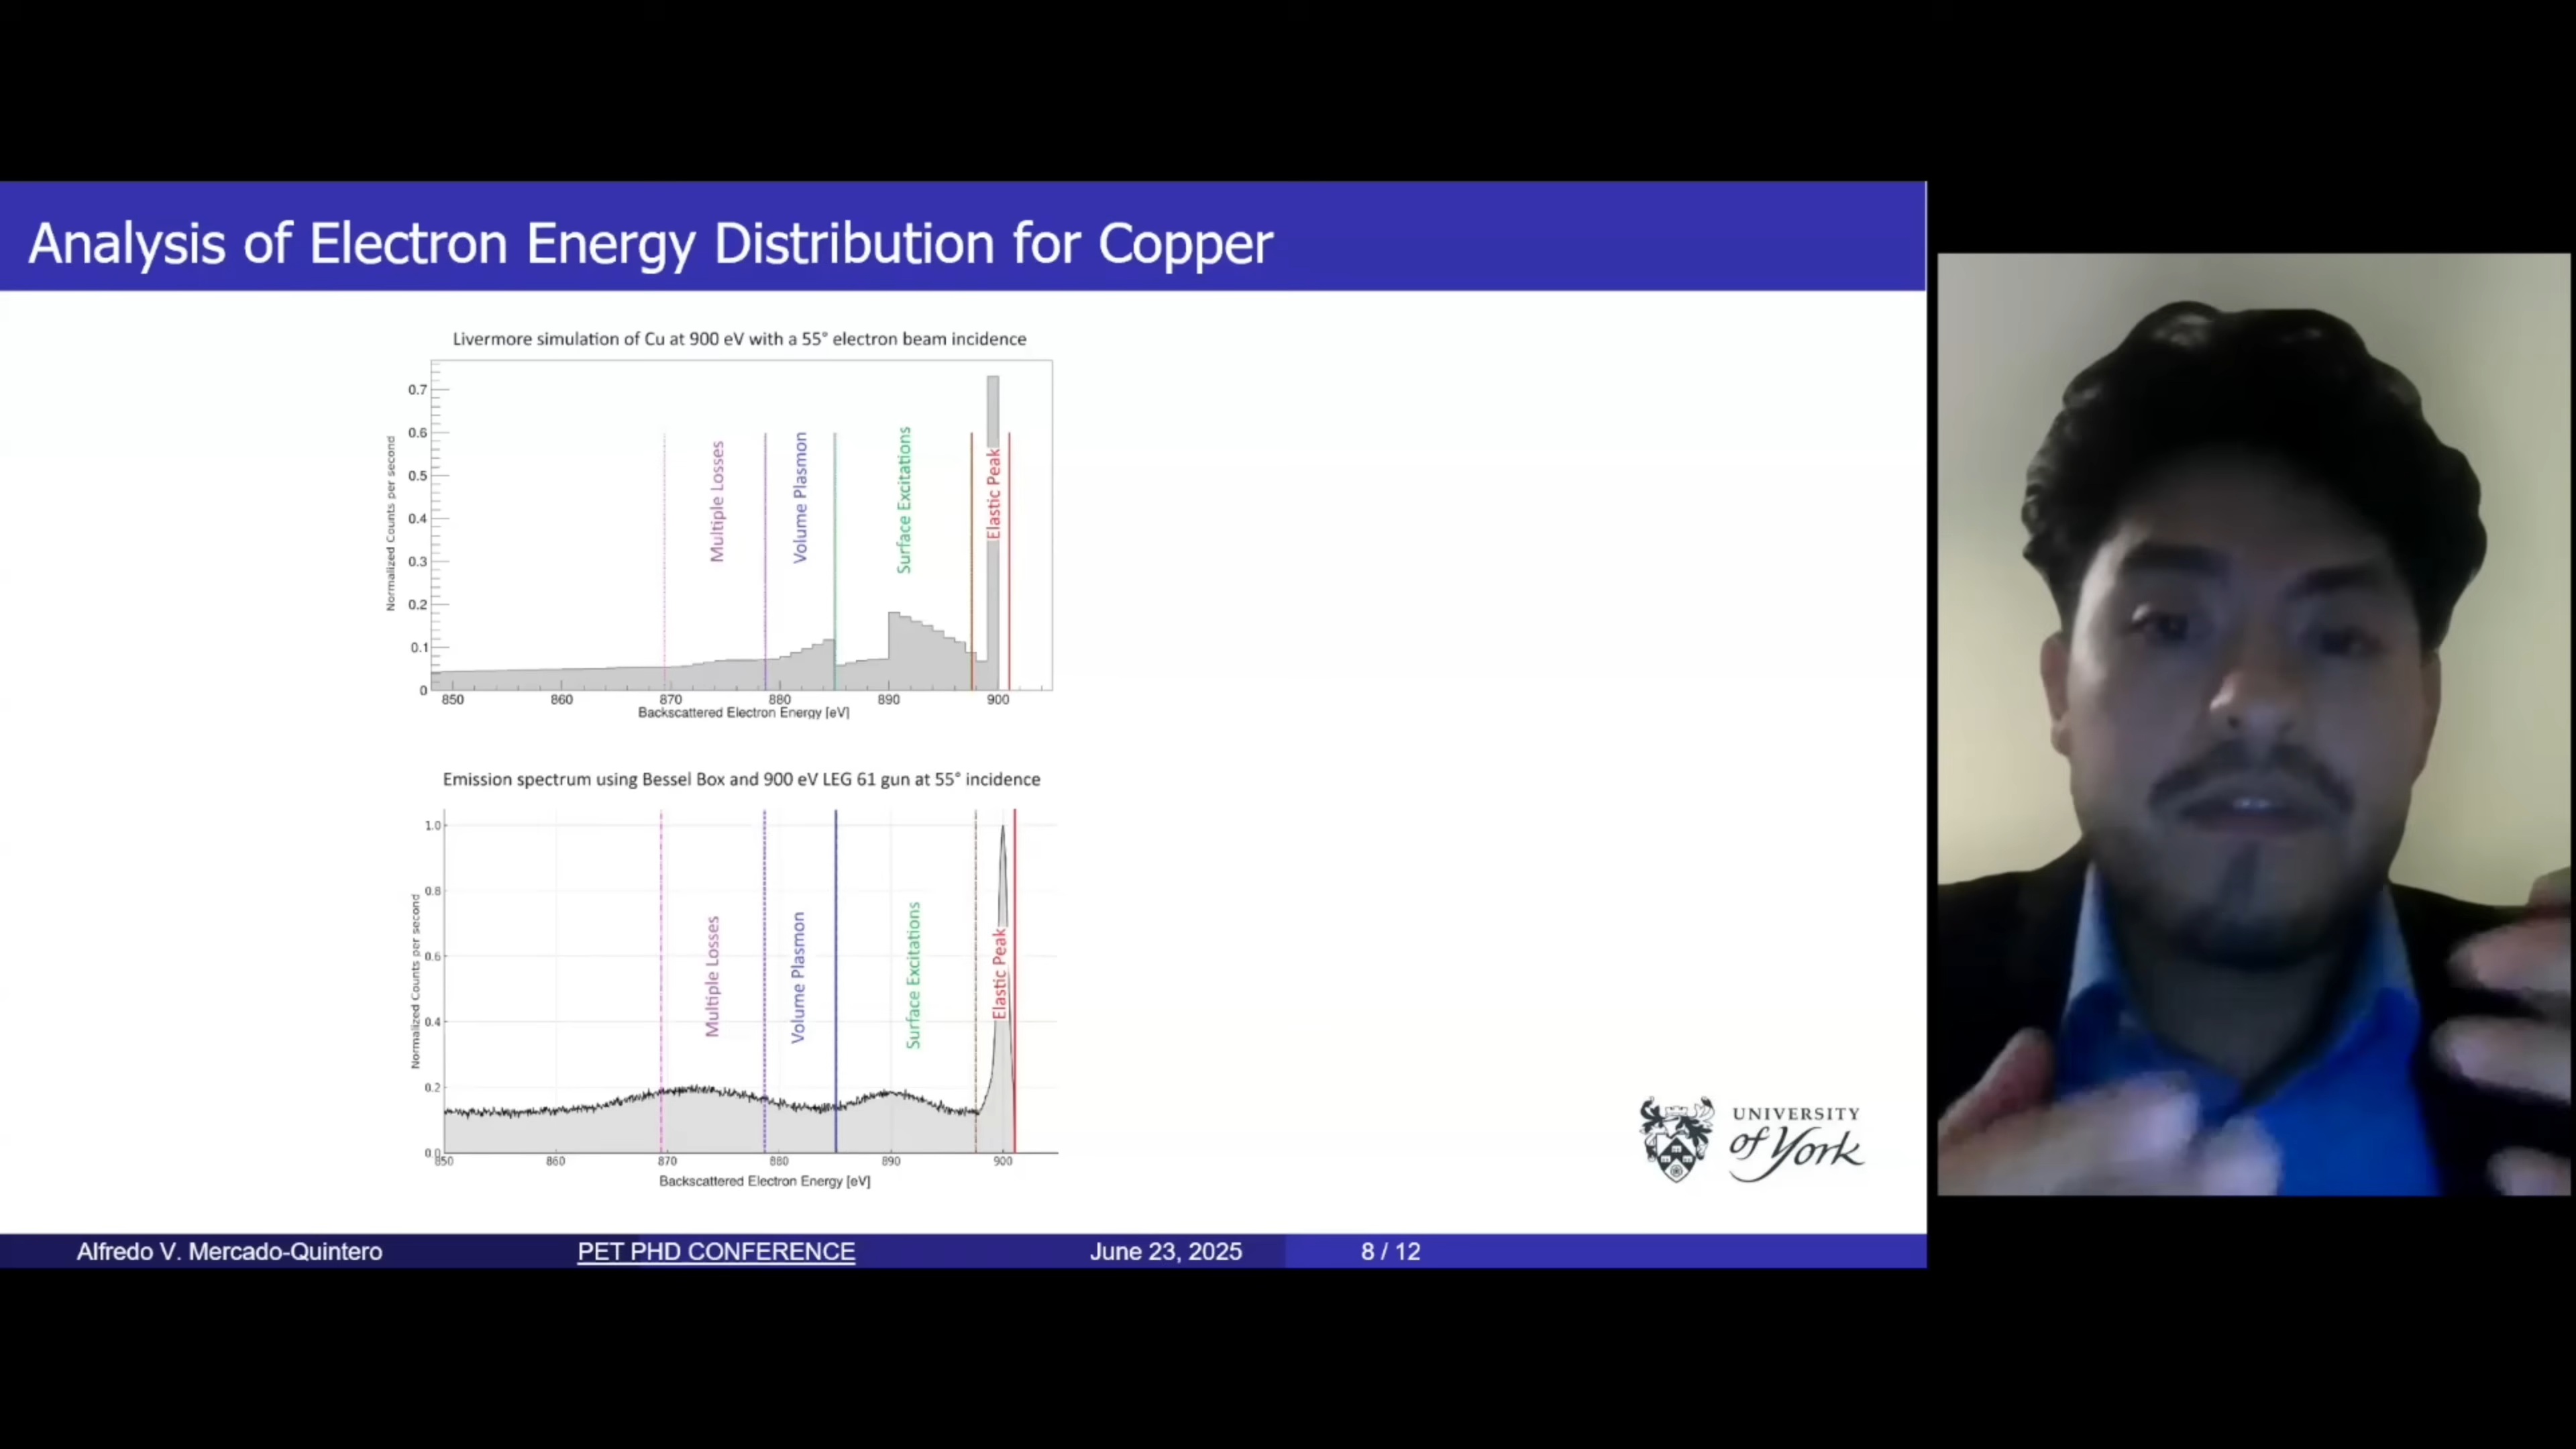 Analysis of Electron Energy Distribution for Copper
Livermore simulation of Cu at 900 eV with a 55° electron beam incidence
Normalized Counts per second
0.7
0.6
0.5
0.4
0.3
0.2
0.1
0
Multiple Losses
Volume Plasmon
Surface Excitations
Elastic Peak
850 860 870 880 890 900
Backscattered Electron Energy [eV]
Emission spectrum using Bessel Box and 900 eV LEG 61 gun at 55° incidence
Normalized Counts per second
1.0
0.8
0.6
0.4
0.2
0.0
Multiple Losses
Volume Plasmon
Surface Excitations
Elastic Peak
850 860 870 880 890 900
Backscattered Electron Energy [eV]
UNIVERSITY
of York
Alfredo V. Mercado-Quintero PET PHD CONFERENCE June 23, 2025 8 / 12